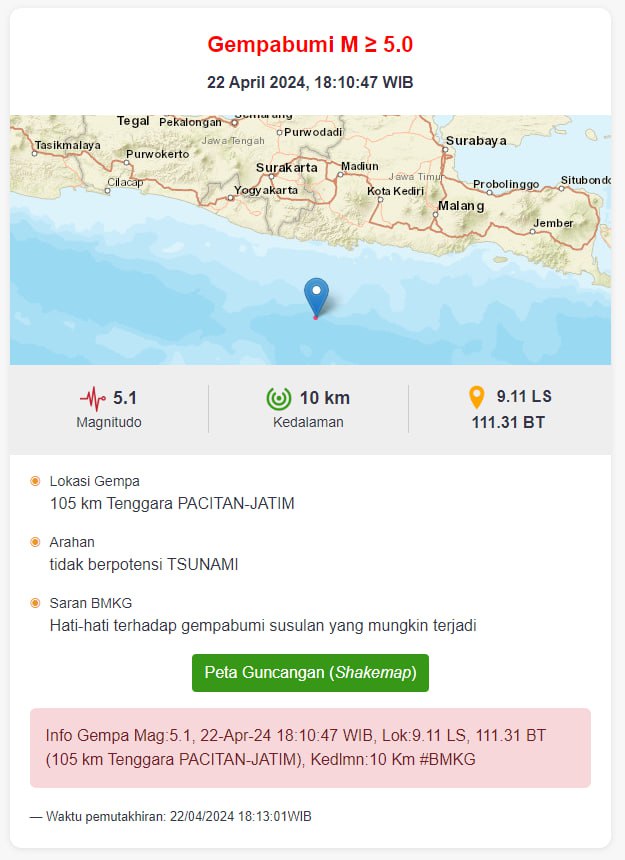 Gempabumi M ≥ 5.0
22 April 2024, 18:10:47 WIB
Semarang
Tegal
Pekalongan
Purwodadi
Jawa Tengah
Surabaya
Tasikmalaya
Purwokerto
Surakarta
Madiun
Jawa Timur
Situbondo
Cilacap
Yogyakarta
Kota Kediri
Probolinggo
Malang
Jember
5.1
Magnitudo
10 km
Kedalaman
9.11 LS
111.31 BT
Lokasi Gempa
105 km Tenggara PACITAN-JATIM
Arahan
tidak berpotensi TSUNAMI
Saran BMKG
Hati-hati terhadap gempabumi susulan yang mungkin terjadi
Peta Guncangan (Shakemap)
Info Gempa Mag:5.1, 22-Apr-24 18:10:47 WIB, Lok:9.11 LS, 111.31 BT
(105 km Tenggara PACITAN-JATIM), Kedlmn:10 Km #BMKG
— Waktu pemutakhiran: 22/04/2024 18:13:01WIB